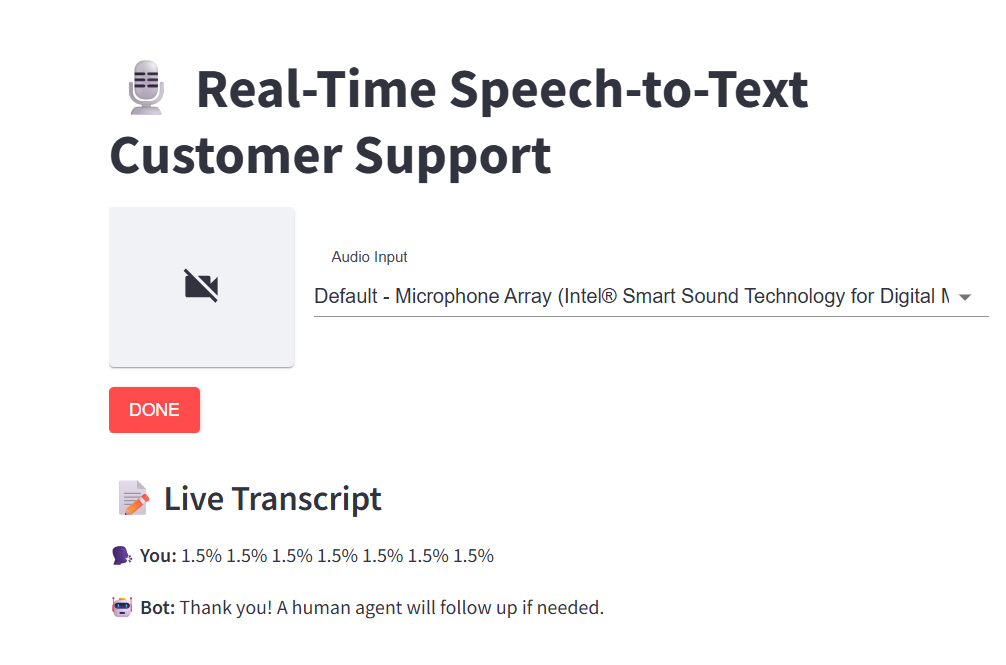 Real-Time Speech-to-Text
Customer Support
Audio Input
Default - Microphone Array (Intel® Smart Sound Technology for Digital
DONE
Live Transcript
You: 1.5% 1.5% 1.5% 1.5% 1.5% 1.5% 1.5%
Bot: Thank you! A human agent will follow up if needed.